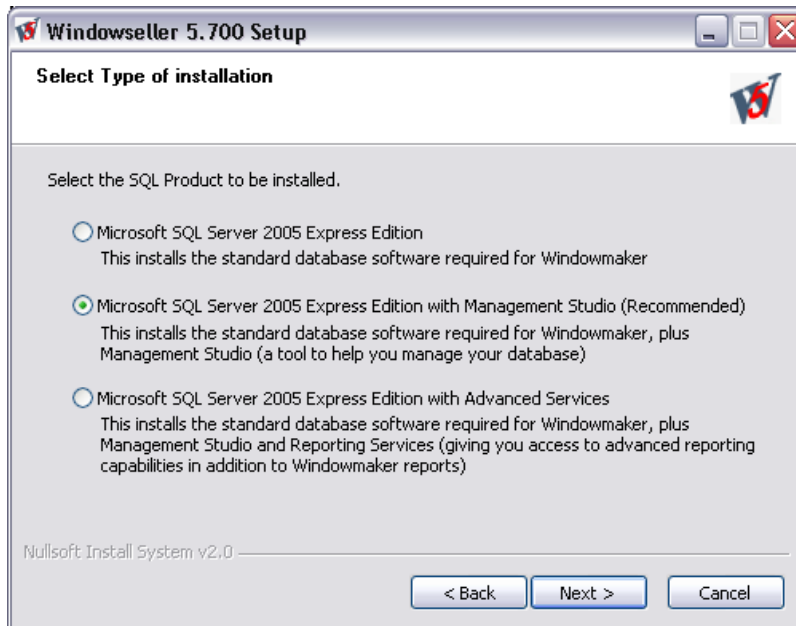 Windowseller 5.700 Setup
Select Type of installation
Select the SQL Product to be installed.
Microsoft SQL Server 2005 Express Edition
This installs the standard database software required for Windowmaker
Microsoft SQL Server 2005 Express Edition with Management Studio (Recommended)
This installs the standard database software required for Windowmaker, plus
Management Studio (a tool to help you manage your database)
Microsoft SQL Server 2005 Express Edition with Advanced Services
This installs the standard database software required for Windowmaker, plus
Management Studio and Reporting Services (giving you access to advanced reporting
capabilities in addition to Windowmaker reports)
Nullsoft Install System v2.0
< Back Next > Cancel